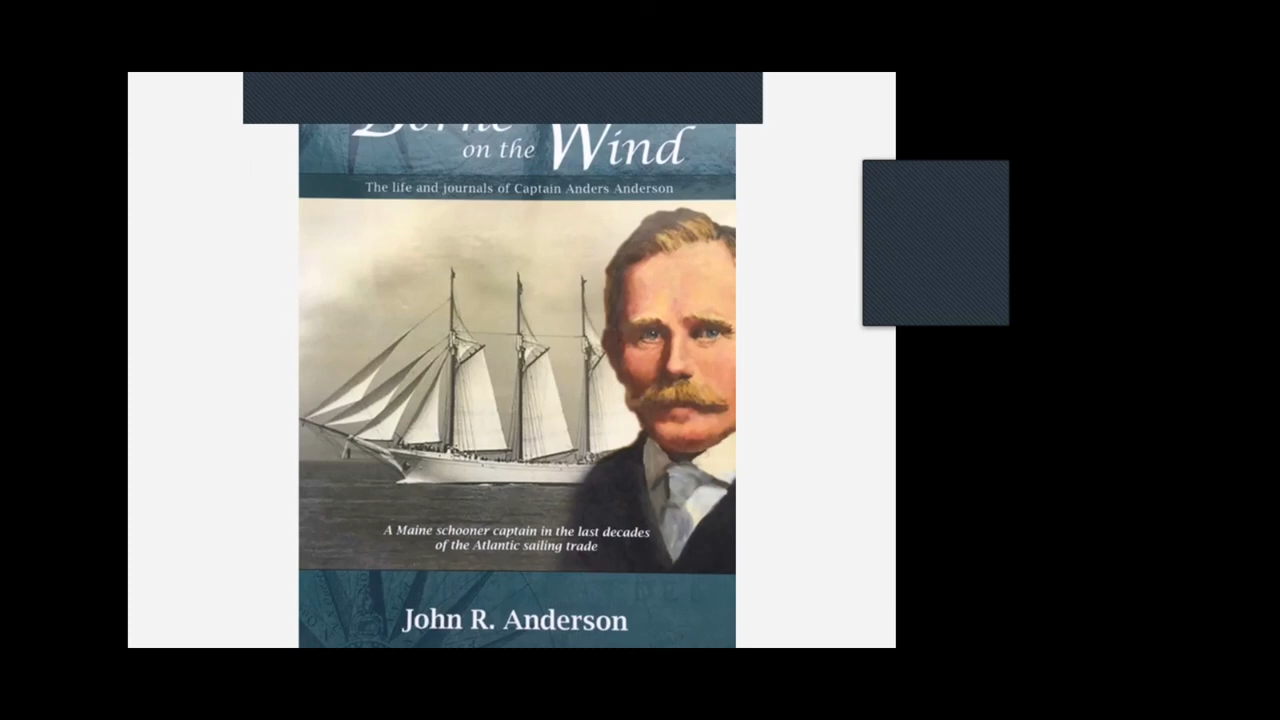 Borne
on the Wind
The life and journals of Captain Anders Anderson
A Maine schooner captain in the last decades
of the Atlantic sailing trade
John R. Anderson